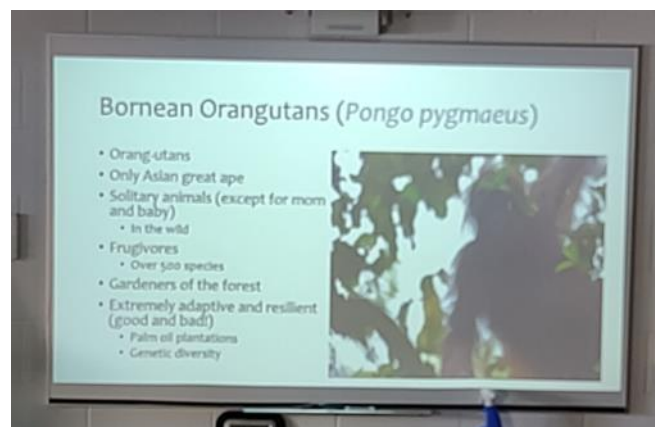 Bornean Orangutans (Pongo pygmaeus)
• Orang-utans
• Only Asian great ape
• Solitary animals (except for mom
and baby)
• In the wild
• Frugivores
• Over 500 species
• Gardeners of the forest
• Extremely adaptive and resilient
(good and bad!)
• Palm oil plantations
• Genetic diversity